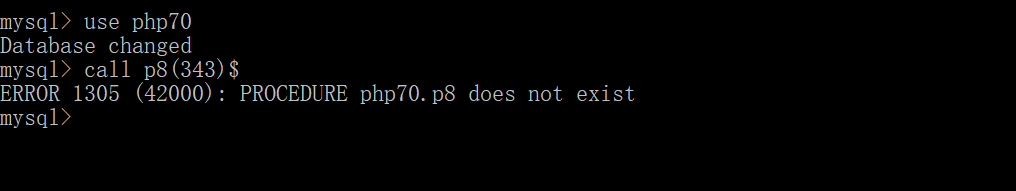 mysql> use php70
Database changed
mysql> call p8(343)$
ERROR 1305 (42000): PROCEDURE php70.p8 does not exist
mysql>